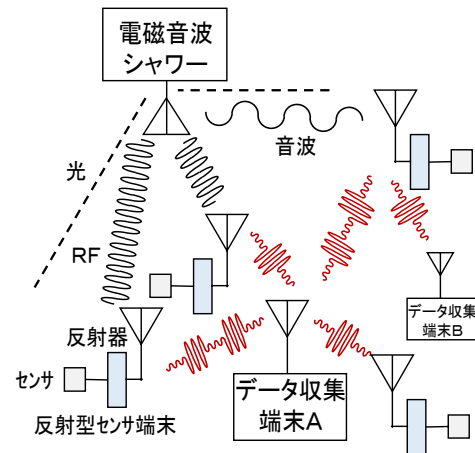 電磁音波
シャワー
音波
光
RF
反射器
センサ
反射型センサ端末
データ収集
端末A
データ収集
端末B